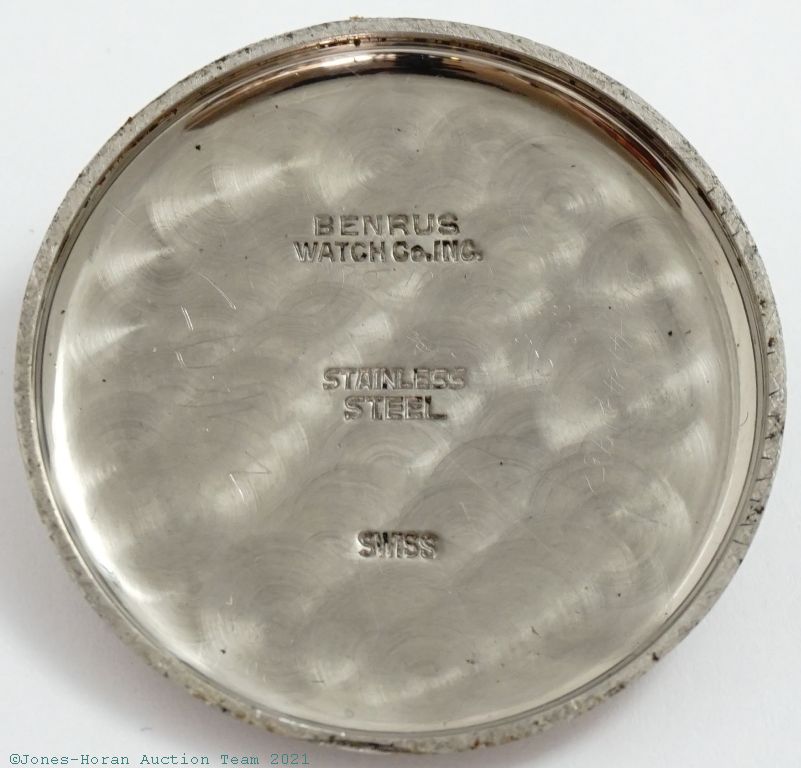 BENRUS
WATCH Co. INC.
STAINLESS
STEEL
SWISS
©Jones-Horan Auction Team 2021